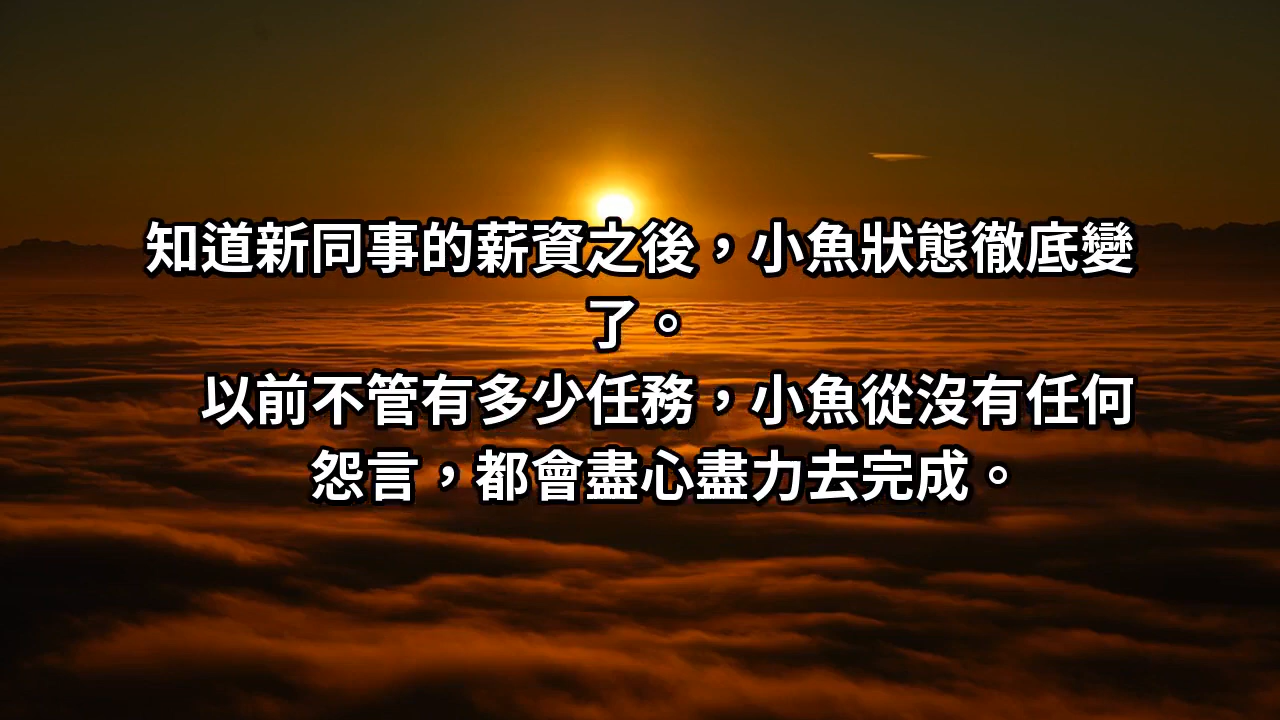 知道新同事的薪資之後，小魚狀態徹底變
了。
以前不管有多少任務，小魚從沒有任何
怨言，都會盡心盡力去完成。